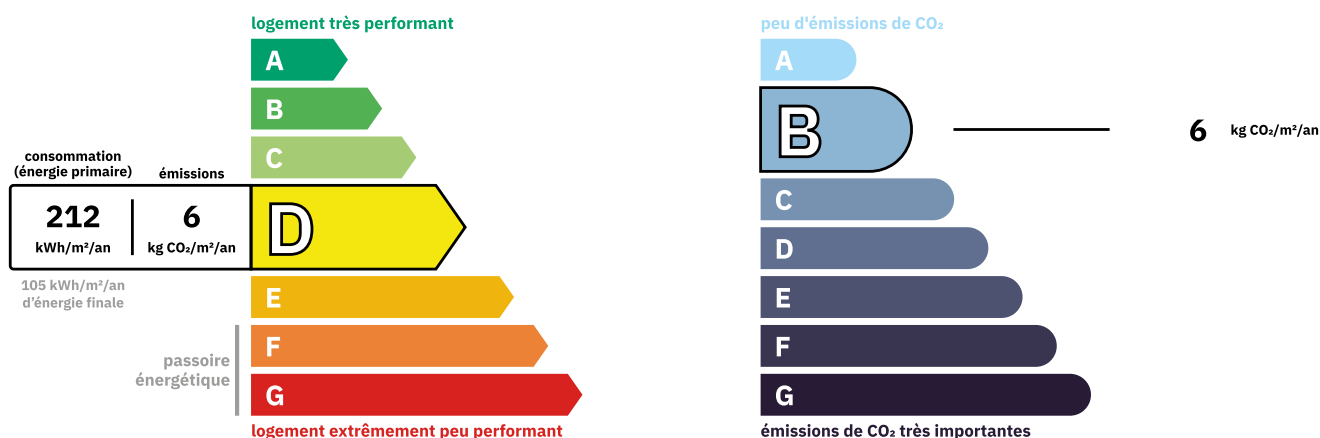 logement très performant
A
B
C
consommation
(énergie primaire)
émissions
212
kWh/m²/an
6
kg CO₂/m²/an
D
105 kWh/m²/an
d'énergie finale
E
passoire
énergétique
F
G
logement extrêmement peu performant
peu d'émissions de CO₂
A
B
6 kg CO₂/m²/an
C
D
E
F
G
émissions de CO₂ très importantes